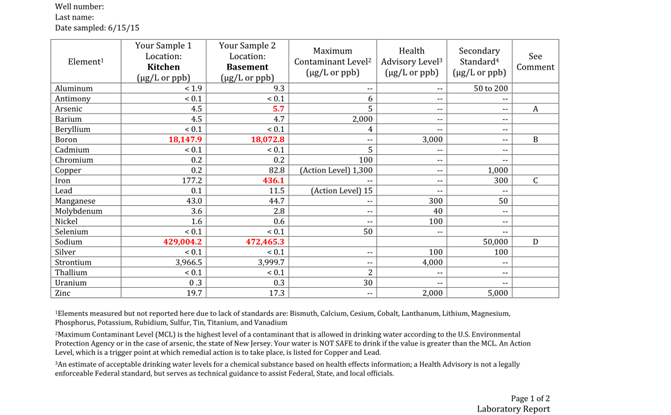 Well number:
Last name:
Date sampled: 6/15/15
Element¹ Your Sample 1 Location: Kitchen (µg/L or ppb) Your Sample 2 Location: Basement (µg/L or ppb) Maximum Contaminant Level² (µg/L or ppb) Health Advisory Level³ (µg/L or ppb) Secondary Standard⁴ (µg/L or ppb) See Comment
Aluminum < 1.9 9.3 -- -- 50 to 200
Antimony < 0.1 < 0.1 6 -- --
Arsenic 4.5 5.7 5 -- -- A
Barium 4.5 4.7 2,000 -- --
Beryllium < 0.1 < 0.1 4 -- --
Boron 18,147.9 18,072.8 -- 3,000 -- B
Cadmium < 0.1 < 0.1 5 -- --
Chromium 0.2 0.2 100 -- --
Copper 0.2 82.8 (Action Level) 1,300 -- 1,000
Iron 177.2 436.1 -- -- 300 C
Lead 0.1 11.5 (Action Level) 15 -- --
Manganese 43.0 44.7 -- 300 50
Molybdenum 3.6 2.8 -- 40 --
Nickel 1.6 0.6 -- 100 --
Selenium < 0.1 < 0.1 50 -- --
Sodium 429,004.2 472,465.3 50,000 D
Silver < 0.1 < 0.1 -- 100 100
Strontium 3,966.5 3,999.7 -- 4,000 --
Thallium < 0.1 < 0.1 2 -- --
Uranium 0.3 0.3 30 -- --
Zinc 19.7 17.3 -- 2,000 5,000
¹Elements measured but not reported here due to lack of standards are: Bismuth, Calcium, Cesium, Cobalt, Lanthanum, Lithium, Magnesium,
Phosphorus, Potassium, Rubidium, Sulfur, Tin, Titanium, and Vanadium
²Maximum Contaminant Level (MCL) is the highest level of a contaminant that is allowed in drinking water according to the U.S. Environmental
Protection Agency or in the case of arsenic, the state of New Jersey. Your water is NOT SAFE to drink if the value is greater than the MCL. An Action
Level, which is a trigger point at which remedial action is to take place, is listed for Copper and Lead.
³An estimate of acceptable drinking water levels for a chemical substance based on health effects information; a Health Advisory is not a legally
enforceable Federal standard, but serves as technical guidance to assist Federal, State, and local officials.
Page 1 of 2
Laboratory Report